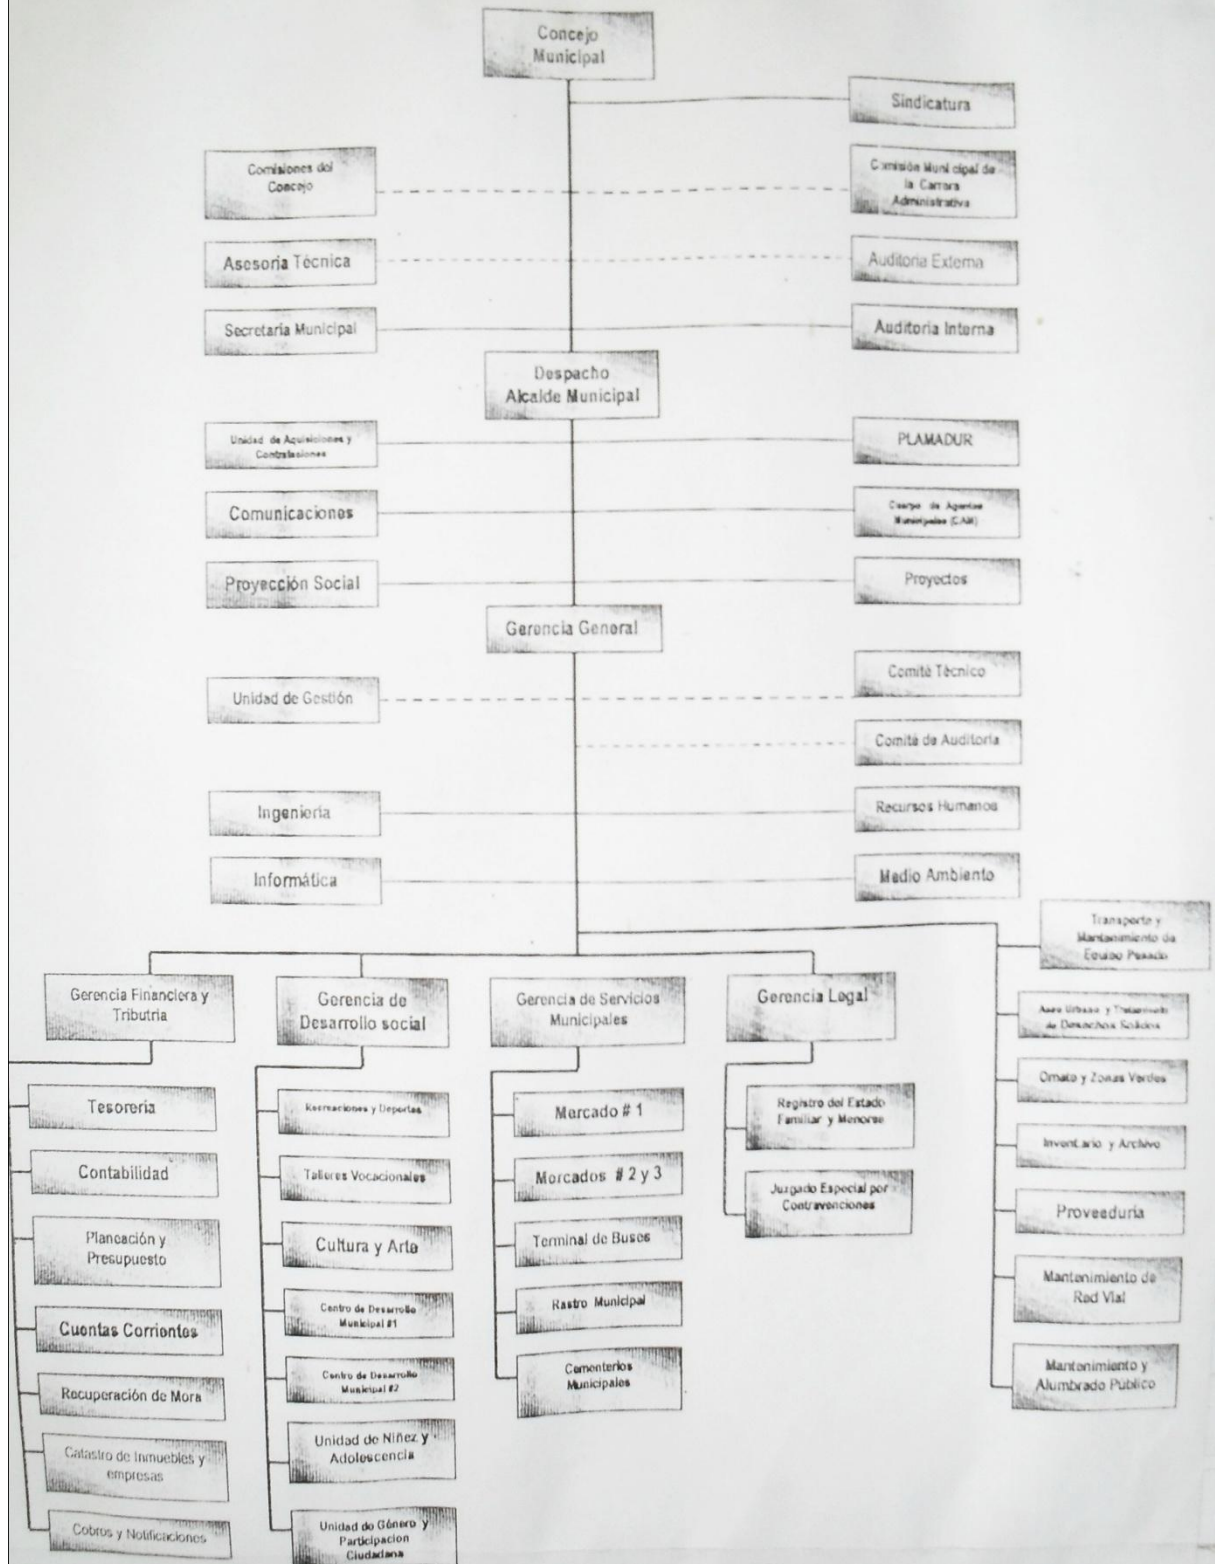 Concejo
Municipal
Sindicatura
Comisiones del
Concejo
Comisión Municipal de
la Carrera
Administrativa
Asesoria Técnica
Auditoria Externa
Secretaria Municipal
Auditoria Interna
Despacho
Alcalde Municipal
Unidad de Aquisiciones y
Contrataciones
PLAMADUR
Comunicaciones
Cuerpo de Agentes
Municipales (CAM)
Proyección Social
Proyectos
Gerencia General
Comité Técnico
Unidad de Gestión
Comité de Auditoria
Ingenieria
Recursos Humanos
Informática
Medio Ambiento
Transporte y
Mantenimiento de
Equipo Pesado
Gerencia Financiera y
Tributria
Gerencia de
Desarrollo social
Gerencia de Servicios
Municipales
Gerencia Legal
Aseo Urbano y Tratamiento
de Desechos Solidos
Ornato y Zonas Verdes
Inventario y Archivo
Proveeduria
Mantenimiento de
Red Vial
Mantenimiento y
Alumbrado Público
Tesoreria
Contabilidad
Planeación y
Presupuesto
Cuentas Corrientes
Recuperación de Mora
Catastro de Inmuebles y
empresas
Cobros y Notificaciones
Recreaciones y Deportes
Talleres Vocacionales
Cultura y Arte
Centro de Desarrollo
Municipal #1
Centro de Desarrollo
Municipal #2
Unidad de Niñez y
Adolescencia
Unidad de Género y
Participacion
Ciudadana
Mercado # 1
Mercados # 2 y 3
Terminal de Buses
Rastro Municipal
Cementerios
Municipales
Registro del Estado
Familiar y Menores
Juzgado Especial por
Contravenciones